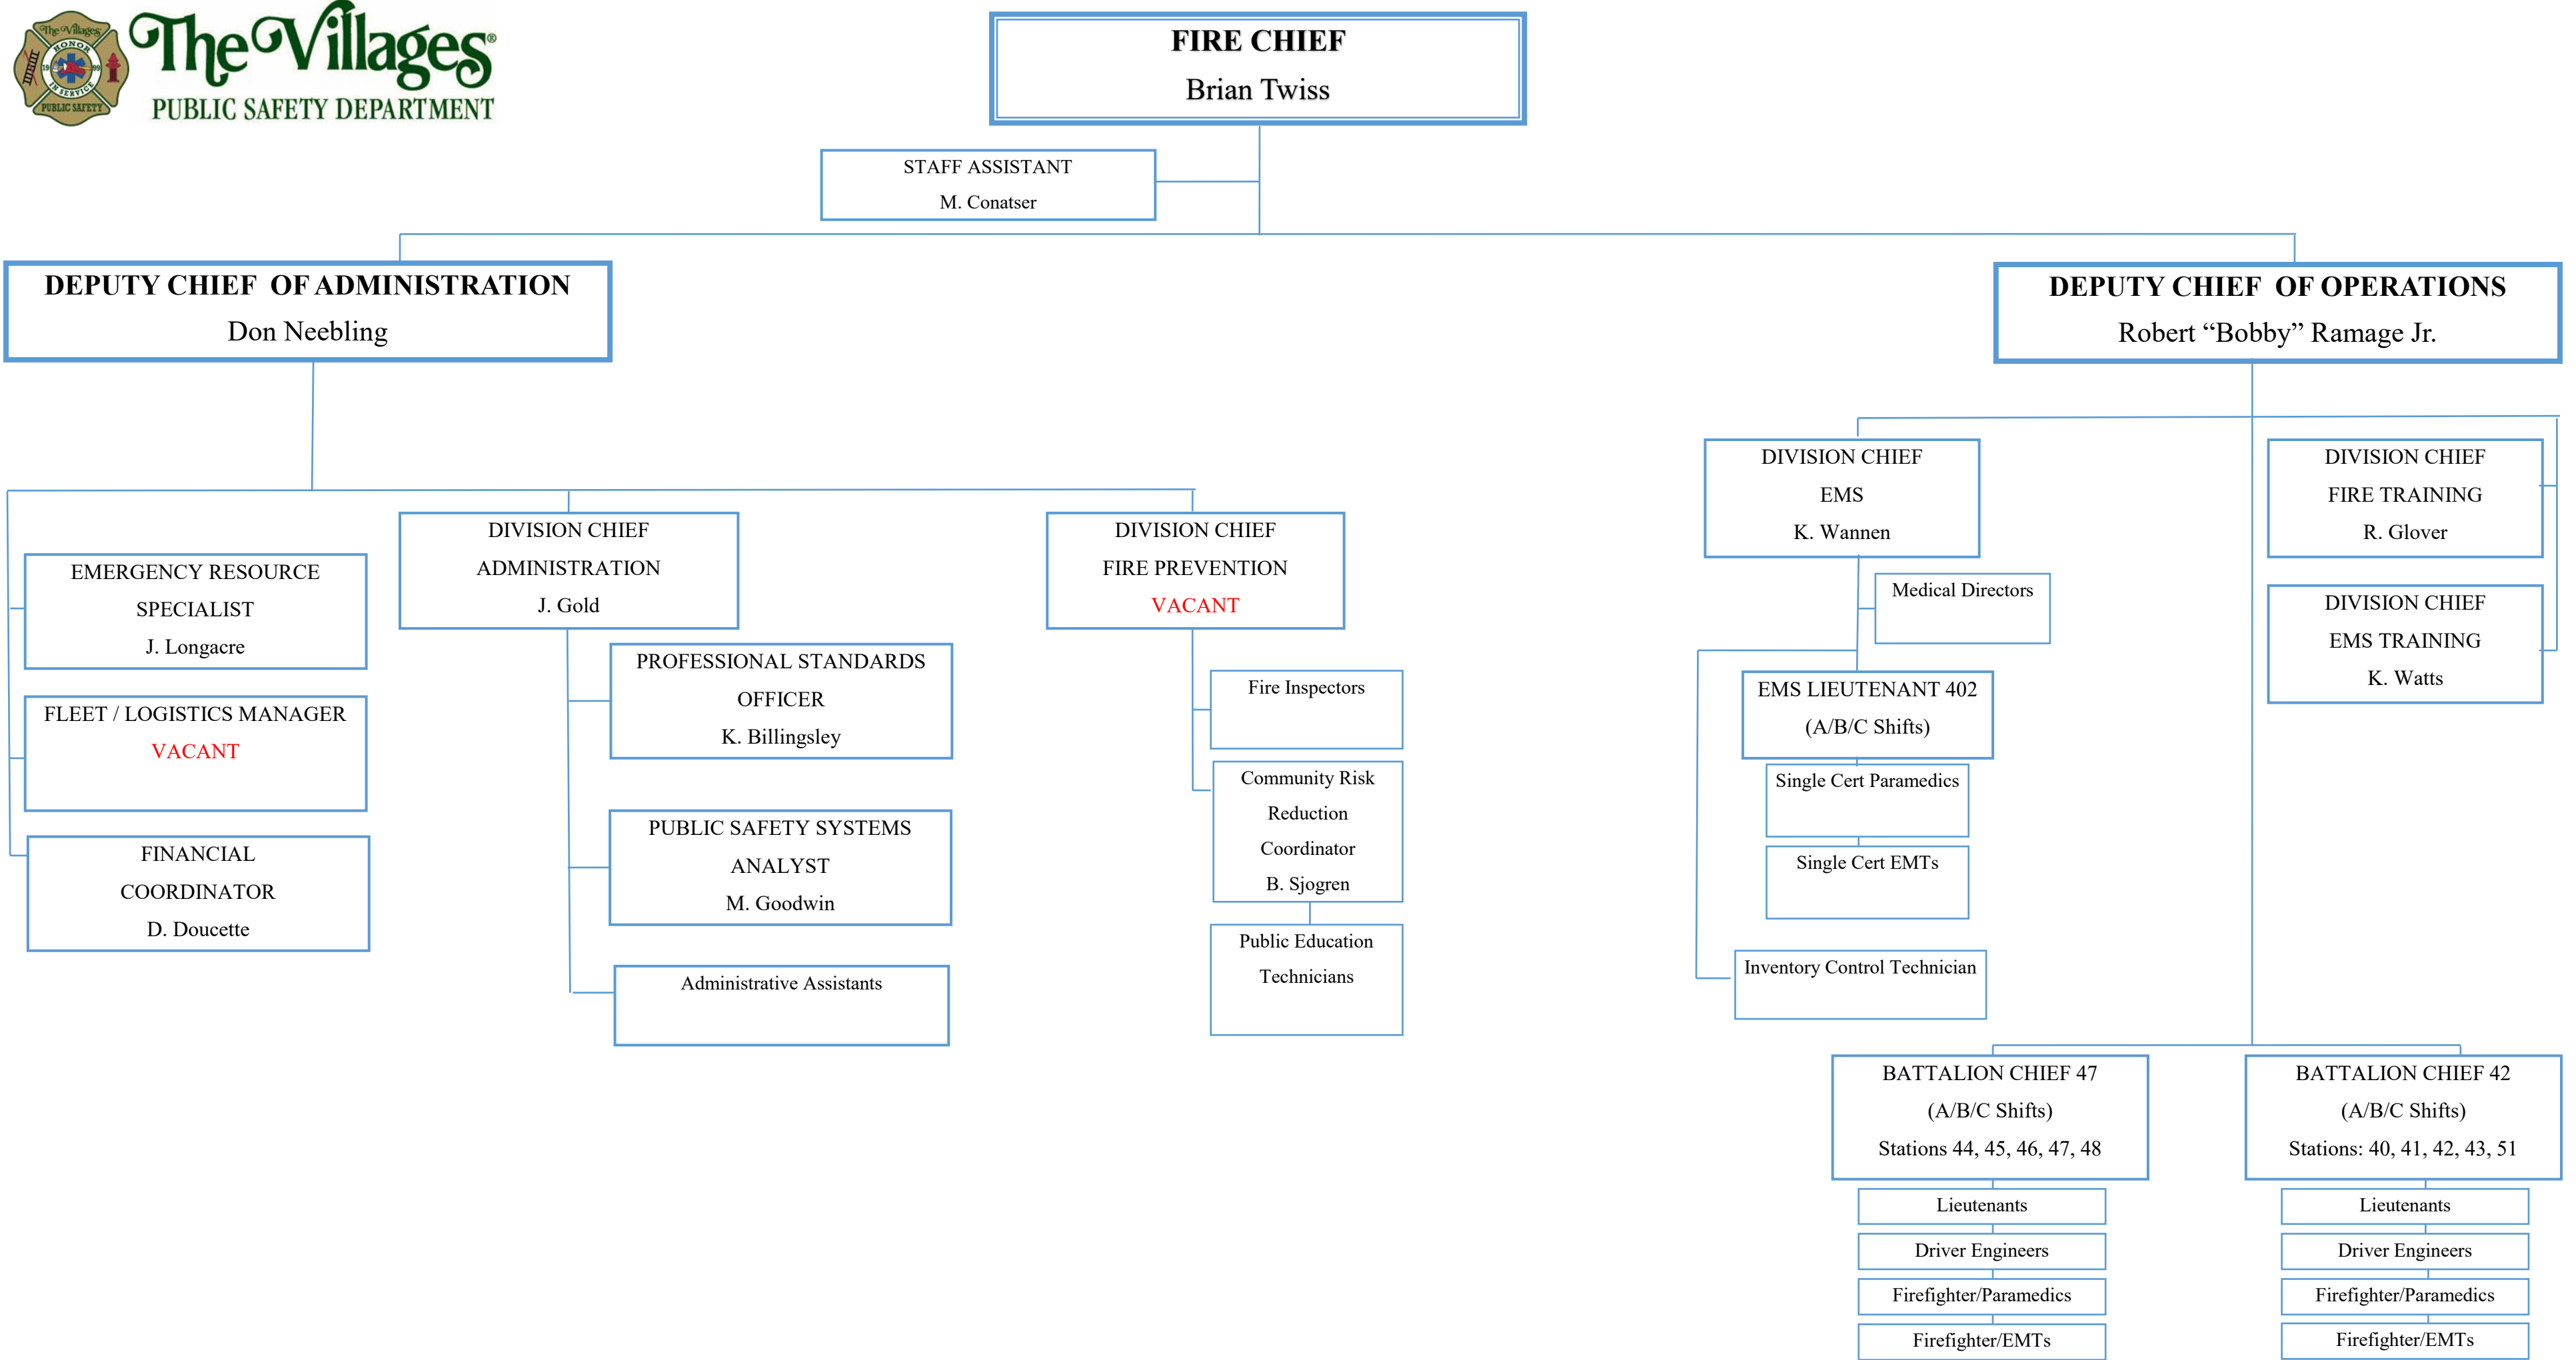 The Villages
HONOR
19 99
IN SERVICE
PUBLIC SAFETY
The Villages®
PUBLIC SAFETY DEPARTMENT
FIRE CHIEF
Brian Twiss
STAFF ASSISTANT
M. Conatser
DEPUTY CHIEF OF ADMINISTRATION
Don Neebling
DEPUTY CHIEF OF OPERATIONS
Robert “Bobby” Ramage Jr.
EMERGENCY RESOURCE
SPECIALIST
J. Longacre
FLEET / LOGISTICS MANAGER
VACANT
FINANCIAL
COORDINATOR
D. Doucette
DIVISION CHIEF
ADMINISTRATION
J. Gold
PROFESSIONAL STANDARDS
OFFICER
K. Billingsley
PUBLIC SAFETY SYSTEMS
ANALYST
M. Goodwin
Administrative Assistants
DIVISION CHIEF
FIRE PREVENTION
VACANT
Fire Inspectors
Community Risk
Reduction
Coordinator
B. Sjogren
Public Education
Technicians
DIVISION CHIEF
EMS
K. Wannen
Medical Directors
EMS LIEUTENANT 402
(A/B/C Shifts)
Single Cert Paramedics
Single Cert EMTs
Inventory Control Technician
DIVISION CHIEF
FIRE TRAINING
R. Glover
DIVISION CHIEF
EMS TRAINING
K. Watts
BATTALION CHIEF 47
(A/B/C Shifts)
Stations 44, 45, 46, 47, 48
Lieutenants
Driver Engineers
Firefighter/Paramedics
Firefighter/EMTs
BATTALION CHIEF 42
(A/B/C Shifts)
Stations: 40, 41, 42, 43, 51
Lieutenants
Driver Engineers
Firefighter/Paramedics
Firefighter/EMTs